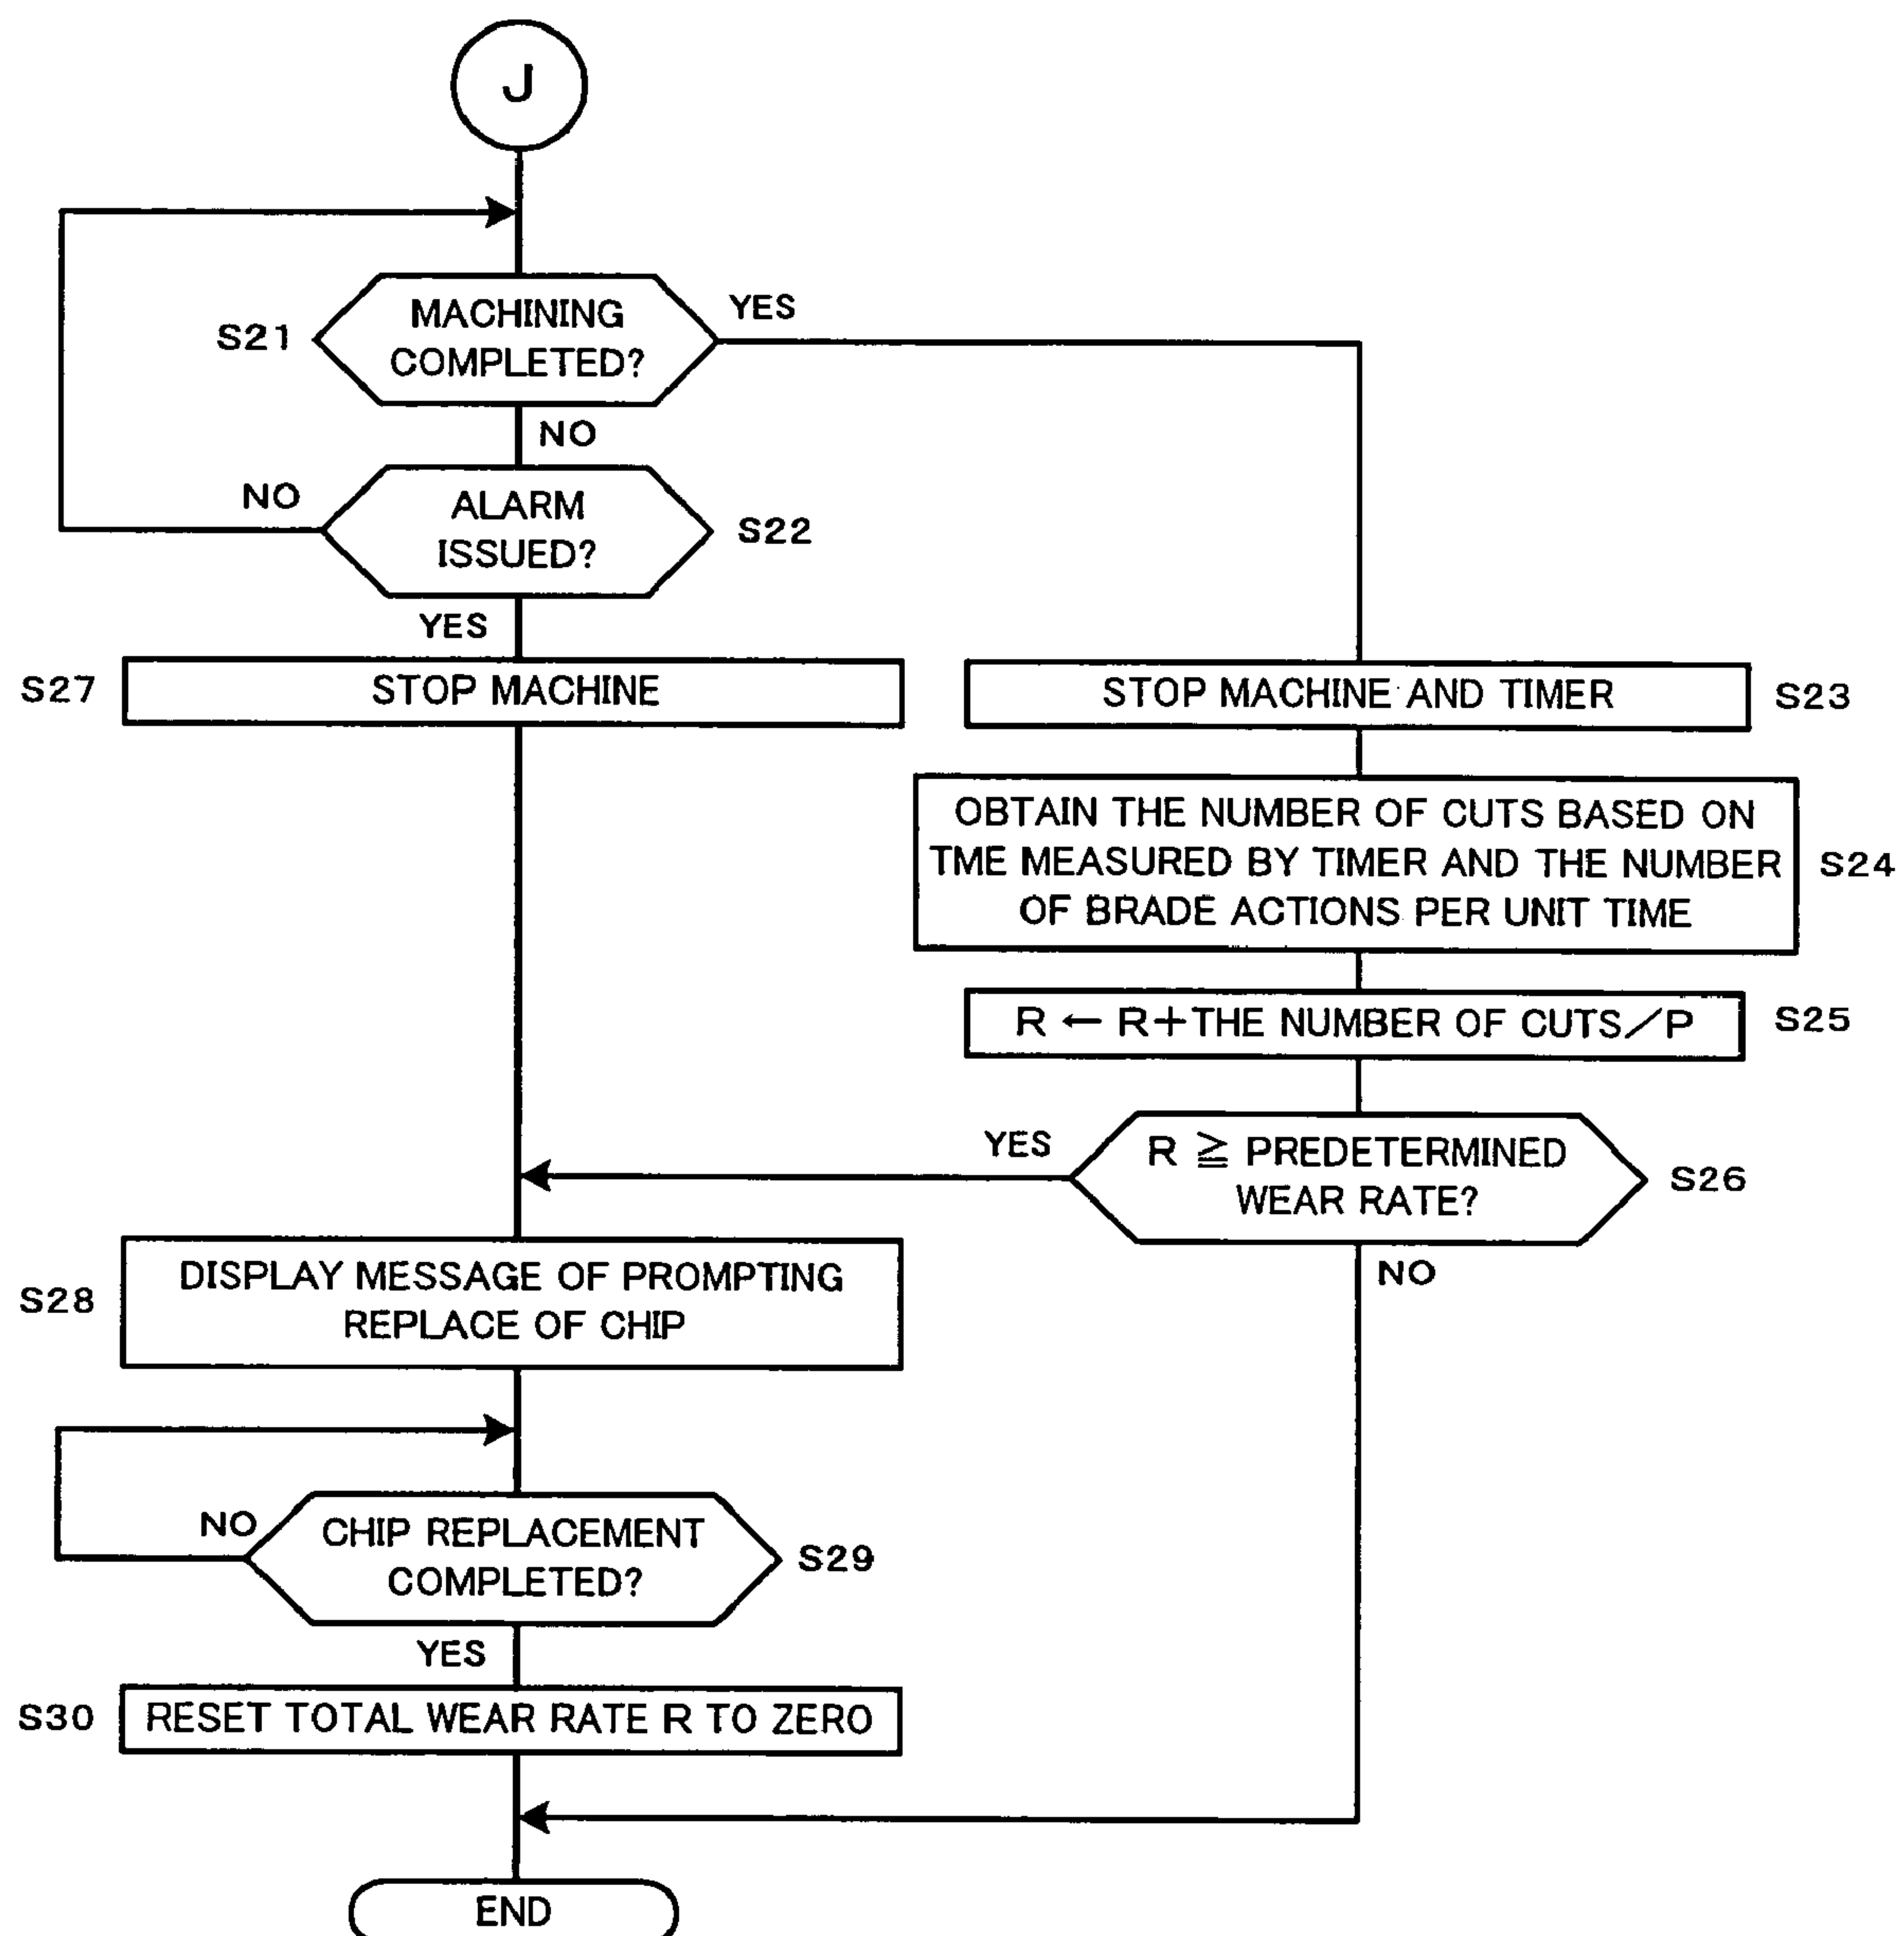 J
MACHINING
COMPLETED?
S21
YES
NO
ALARM
ISSUED?
S22
NO
YES
S27
STOP MACHINE
STOP MACHINE AND TIMER
S23
OBTAIN THE NUMBER OF CUTS BASED ON
TME MEASURED BY TIMER AND THE NUMBER
OF BRADE ACTIONS PER UNIT TIME
S24
R ← R+THE NUMBER OF CUTS/P
S25
R ≧ PREDETERMINED
WEAR RATE?
S26
YES
NO
S28
DISPLAY MESSAGE OF PROMPTING
REPLACE OF CHIP
NO
CHIP REPLACEMENT
COMPLETED?
S29
YES
S30
RESET TOTAL WEAR RATE R TO ZERO
END